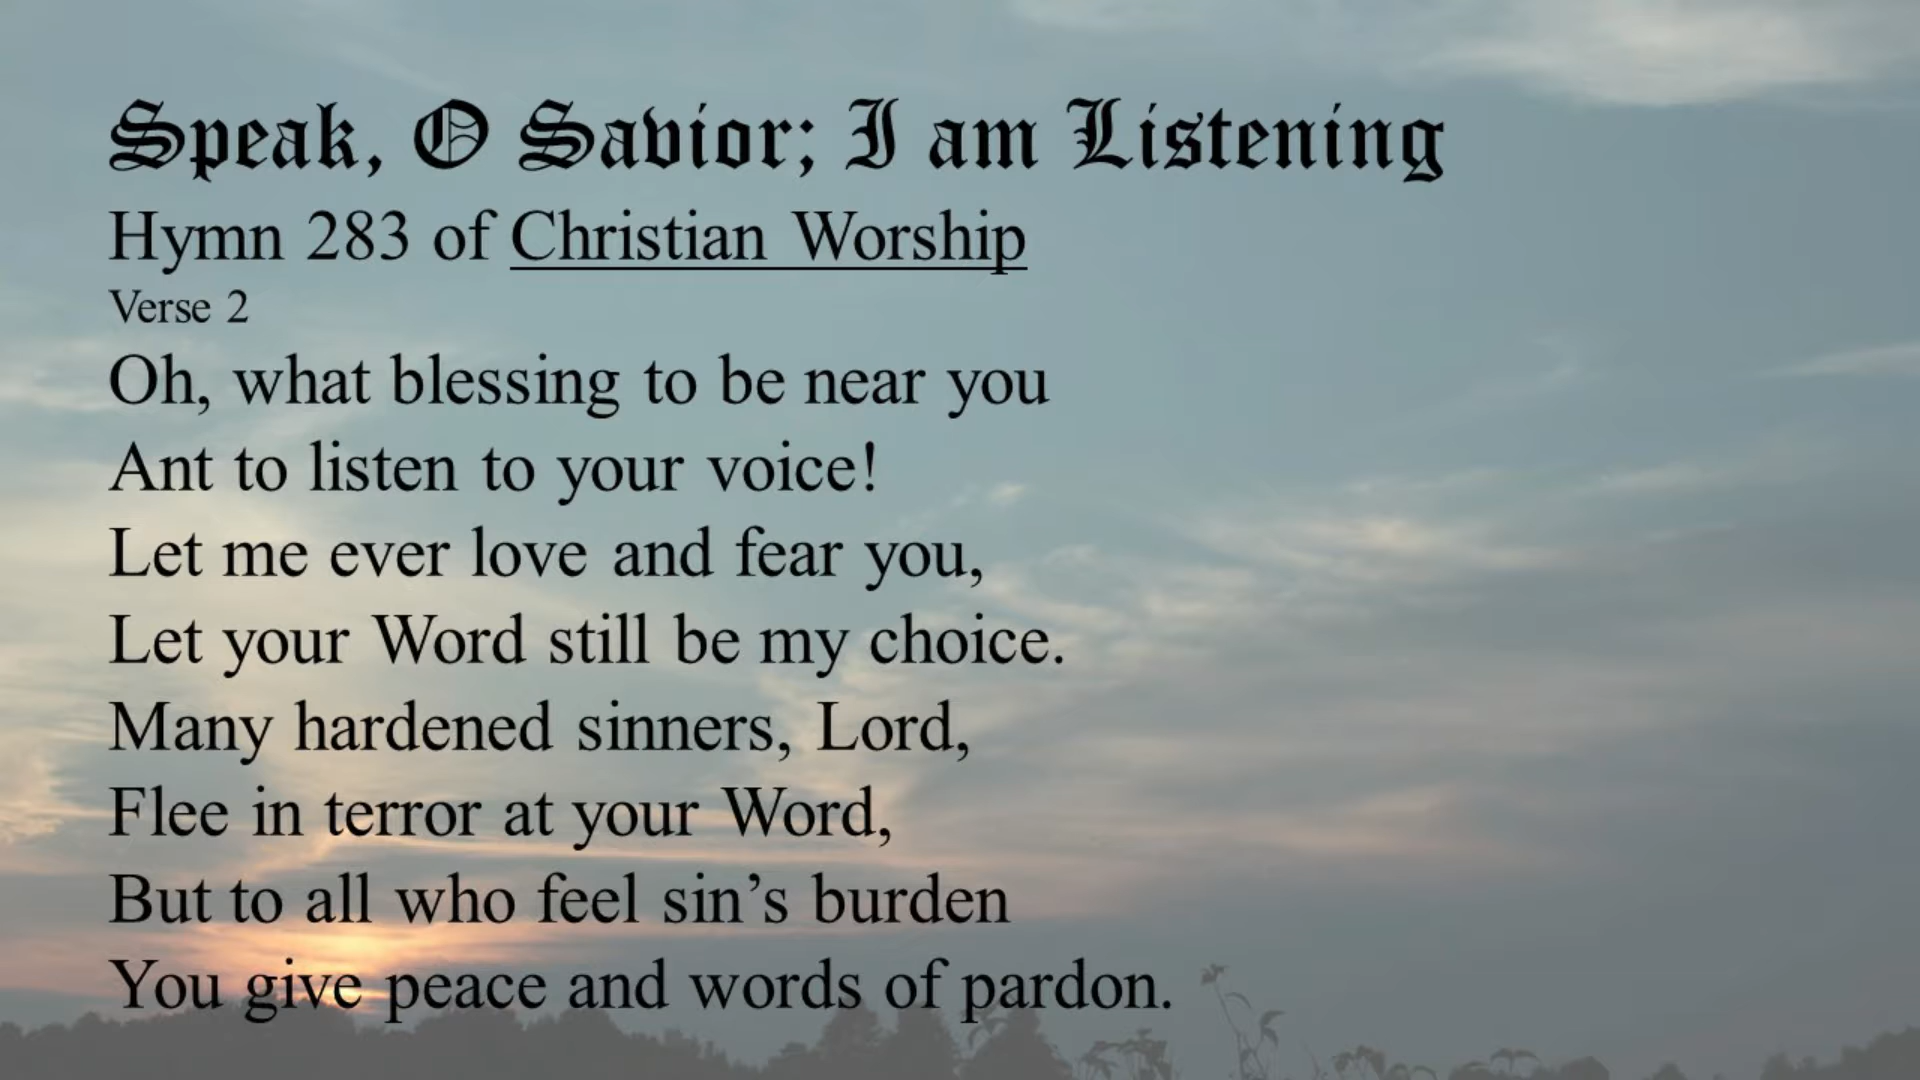 Speak, O Savior; I am Listening
Hymn 283 of Christian Worship
Verse 2
Oh, what blessing to be near you
Ant to listen to your voice!
Let me ever love and fear you,
Let your Word still be my choice.
Many hardened sinners, Lord,
Flee in terror at your Word,
But to all who feel sin’s burden
You give peace and words of pardon.